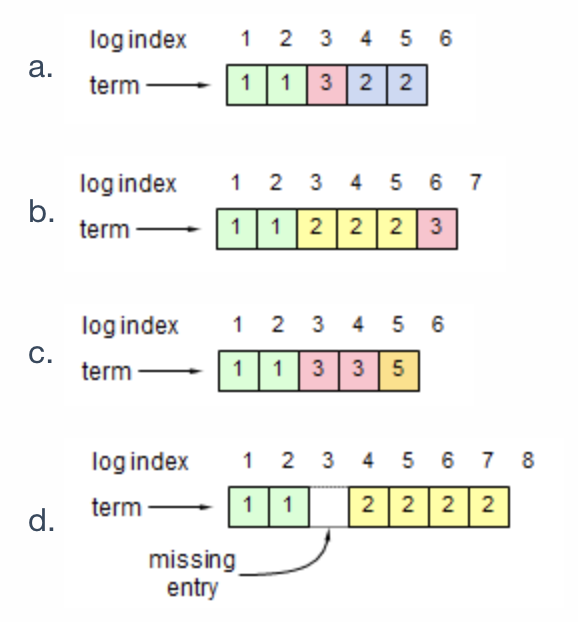 log index 1 2 3 4 5 6
a.
term 1 1 3 2 2
log index 1 2 3 4 5 6 7
b.
term 1 1 2 2 2 3
log index 1 2 3 4 5 6
c.
term 1 1 3 3 5
log index 1 2 3 4 5 6 7 8
d.
term 1 1 2 2 2 2
missing
entry